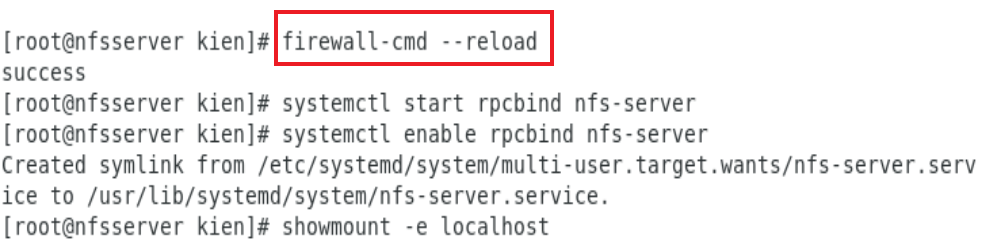 [root@nfsserver kien]# firewall-cmd --reload
success
[root@nfsserver kien]# systemctl start rpcbind nfs-server
[root@nfsserver kien]# systemctl enable rpcbind nfs-server
Created symlink from /etc/systemd/system/multi-user.target.wants/nfs-server.serv
ice to /usr/lib/systemd/system/nfs-server.service.
[root@nfsserver kien]# showmount -e localhost